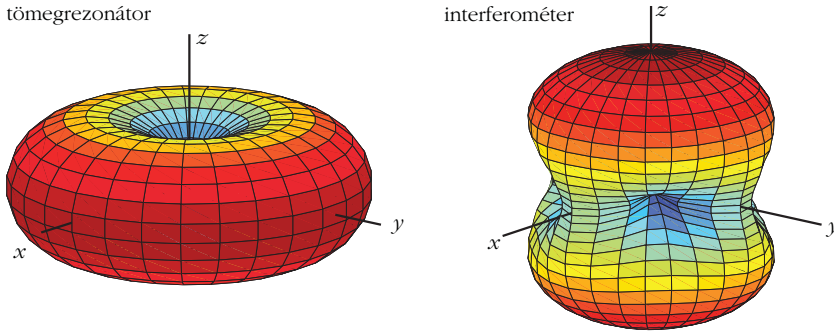 tömegrezonátor
z
x
y
interferométer
z
x
y